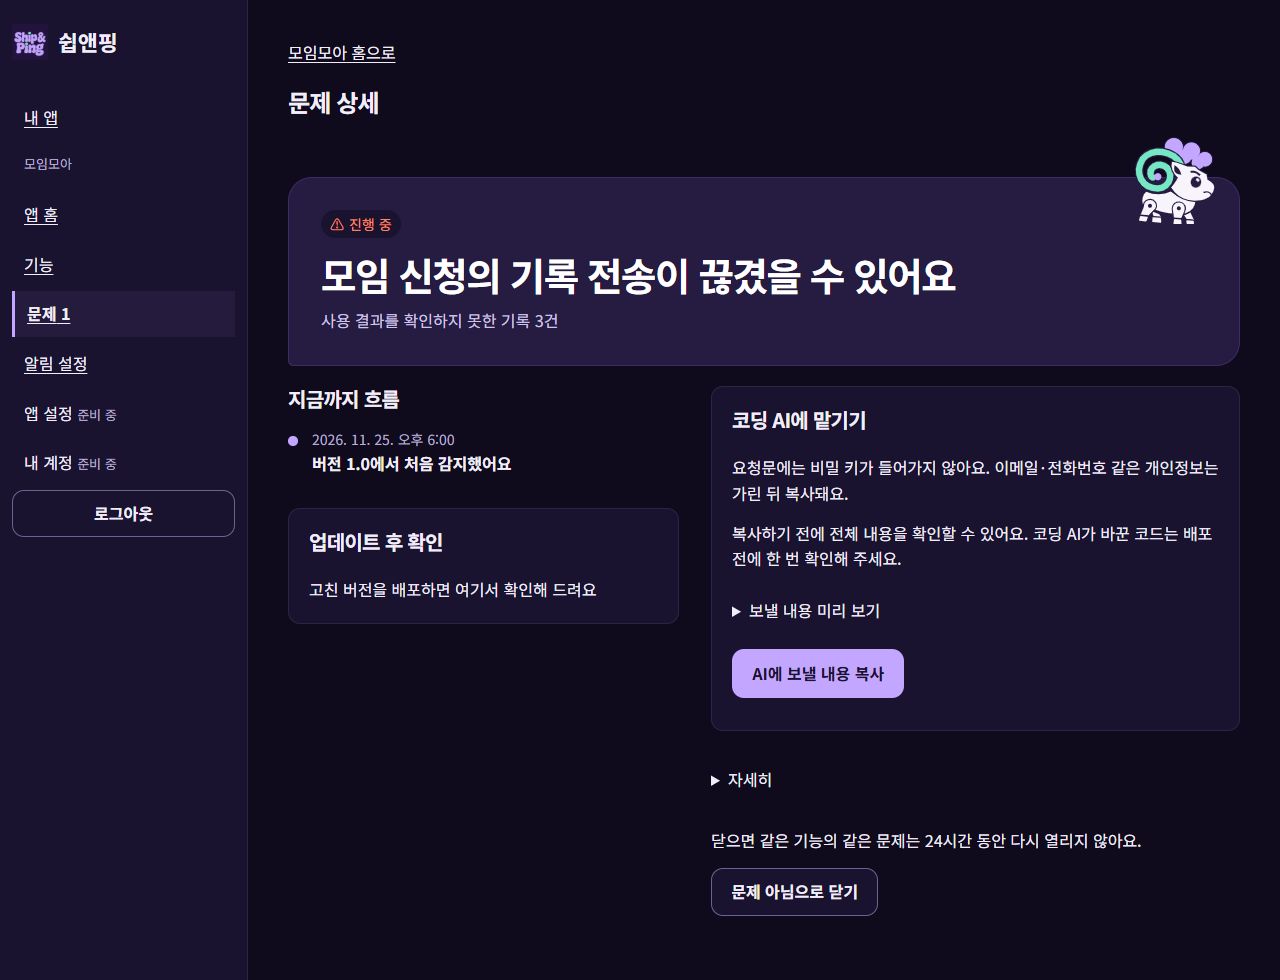 Ship&
Ping
쉽앤핑
내 앱
모임모아
앱 홈
기능
문제 1
알림 설정
앱 설정 준비 중
내 계정 준비 중
로그아웃
모임모아 홈으로
문제 상세
진행 중
모임 신청의 기록 전송이 끊겼을 수 있어요
사용 결과를 확인하지 못한 기록 3건
지금까지 흐름
2026. 11. 25. 오후 6:00
버전 1.0에서 처음 감지했어요
업데이트 후 확인
고친 버전을 배포하면 여기서 확인해 드려요
코딩 AI에 맡기기
요청문에는 비밀 키가 들어가지 않아요. 이메일·전화번호 같은 개인정보는
가린 뒤 복사돼요.
복사하기 전에 전체 내용을 확인할 수 있어요. 코딩 AI가 바꾼 코드는 배포
전에 한 번 확인해 주세요.
보낼 내용 미리 보기
AI에 보낼 내용 복사
자세히
닫으면 같은 기능의 같은 문제는 24시간 동안 다시 열리지 않아요.
문제 아님으로 닫기